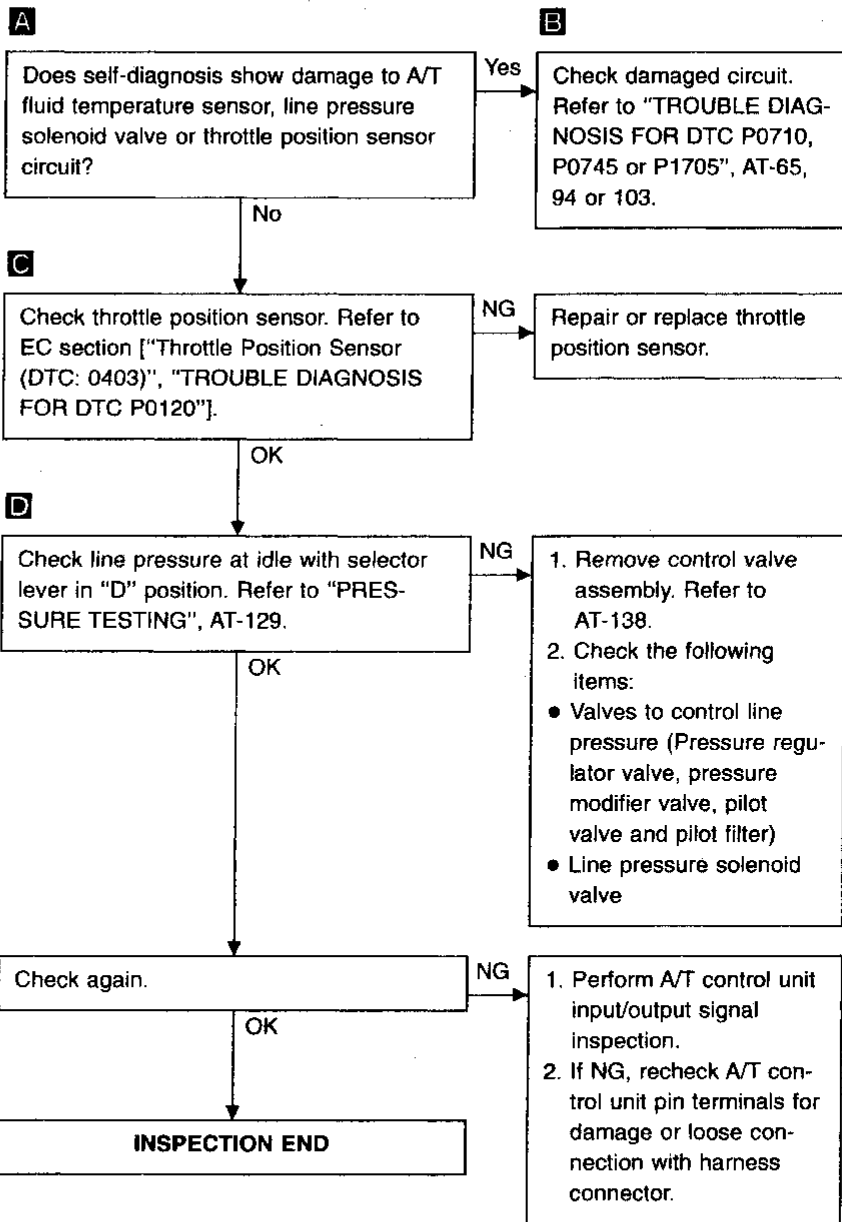 A
Does self-diagnosis show damage to A/T
fluid temperature sensor, line pressure
solenoid valve or throttle position sensor
circuit?
Yes
B
Check damaged circuit.
Refer to “TROUBLE DIAG-
NOSIS FOR DTC P0710,
P0745 or P1705”, AT-65,
94 or 103.
No
C
Check throttle position sensor. Refer to
EC section [“Throttle Position Sensor
(DTC: 0403)”, “TROUBLE DIAGNOSIS
FOR DTC P0120”].
NG
Repair or replace throttle
position sensor.
OK
D
Check line pressure at idle with selector
lever in “D” position. Refer to “PRES-
SURE TESTING”, AT-129.
NG
1. Remove control valve
assembly. Refer to
AT-138.
2. Check the following
items:
● Valves to control line
pressure (Pressure regu-
lator valve, pressure
modifier valve, pilot
valve and pilot filter)
● Line pressure solenoid
valve
OK
Check again.
NG
1. Perform A/T control unit
input/output signal
inspection.
2. If NG, recheck A/T con-
trol unit pin terminals for
damage or loose con-
nection with harness
connector.
OK
INSPECTION END